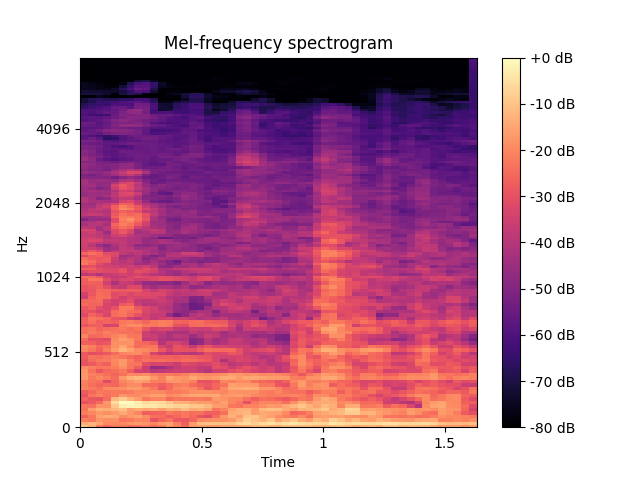 Mel-frequency spectrogram
+0 dB
-10 dB
-20 dB
-30 dB
-40 dB
-50 dB
-60 dB
-70 dB
-80 dB
Hz
4096
2048
1024
512
0
0 0.5 1 1.5
Time